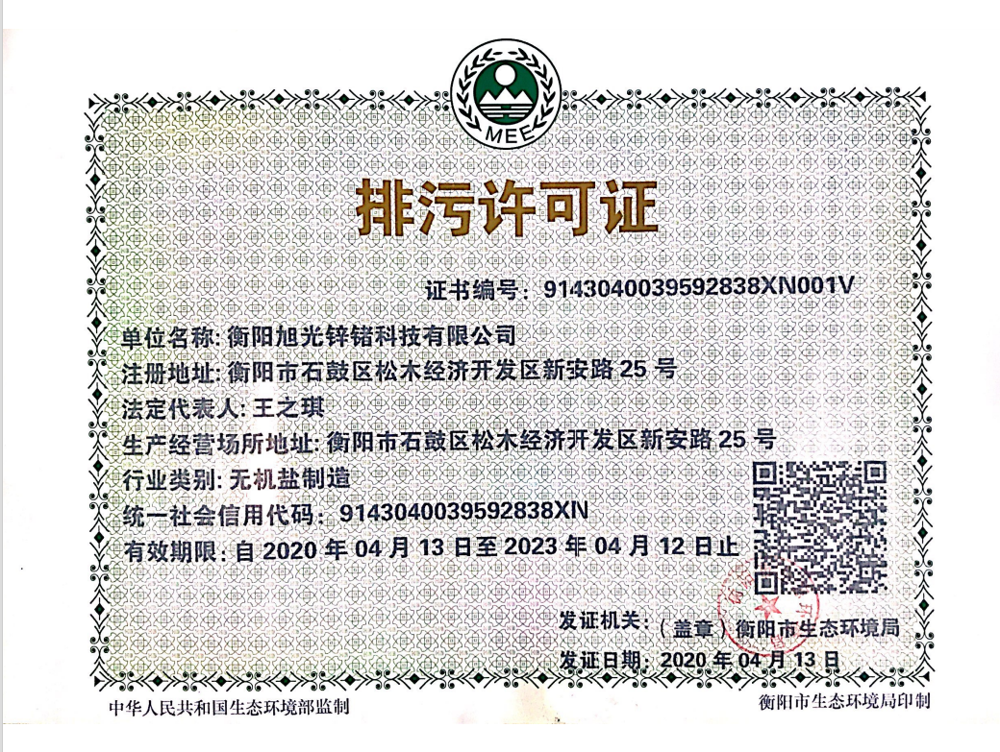 MEE
排污许可证
证书编号：9143040039592838XN001V
单位名称：衡阳旭光锌锗科技有限公司
注册地址：衡阳市石鼓区松木经济开发区新安路 25 号
法定代表人：王之琪
生产经营场所地址：衡阳市石鼓区松木经济开发区新安路 25 号
行业类别：无机盐制造
统一社会信用代码：9143040039592838XN
有效期限：自 2020 年 04 月 13 日至 2023 年 04 月 12 日止
发证机关：（盖章）衡阳市生态环境局
发证日期：2020 年 04 月 13 日
中华人民共和国生态环境部监制
衡阳市生态环境局印制